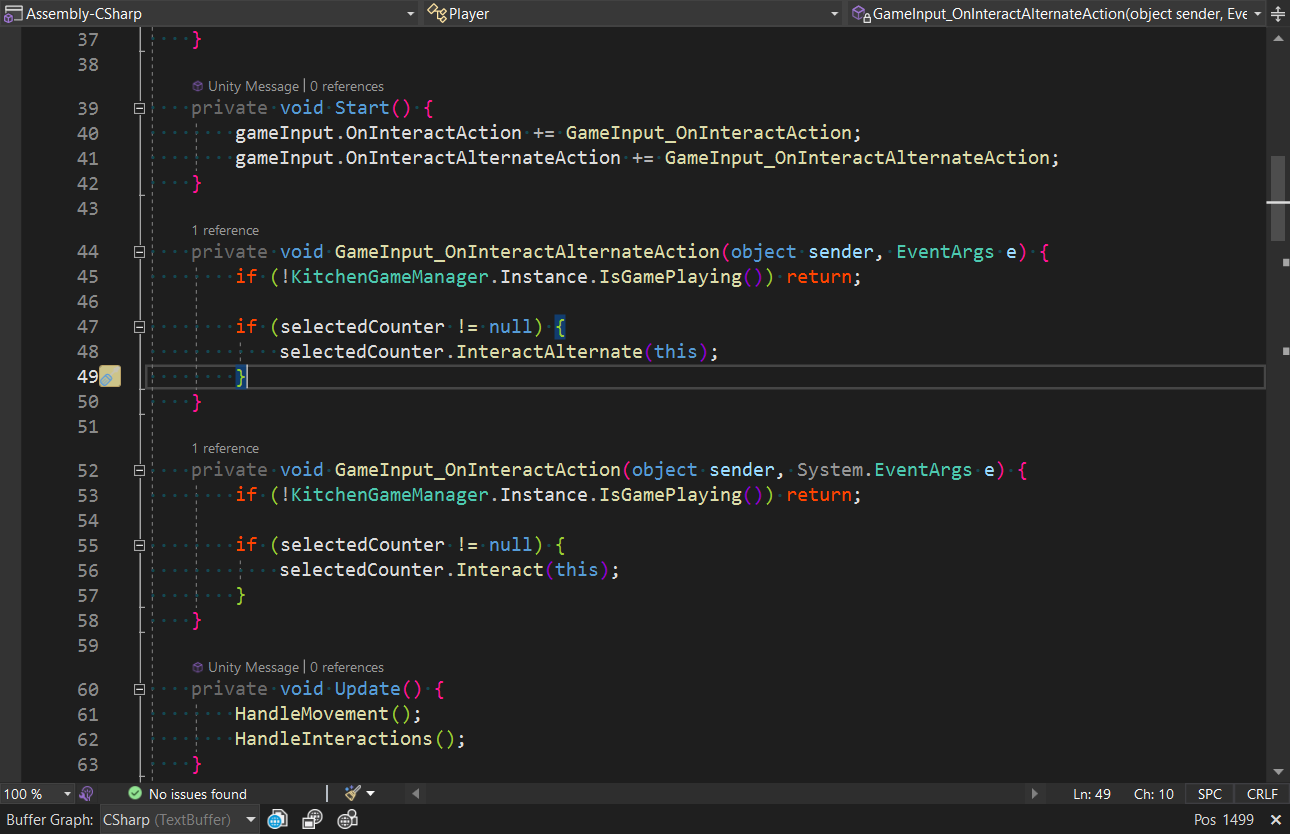 Assembly-CSharp Player GameInput_OnInteractAlternateAction(object sender, Eve
37 }
38
Unity Message | 0 references
39 private void Start() {
40 gameInput.OnInteractAction += GameInput_OnInteractAction;
41 gameInput.OnInteractAlternateAction += GameInput_OnInteractAlternateAction;
42 }
43
1 reference
44 private void GameInput_OnInteractAlternateAction(object sender, EventArgs e) {
45 if (!KitchenGameManager.Instance.IsGamePlaying()) return;
46
47 if (selectedCounter != null) {
48 selectedCounter.InteractAlternate(this);
49 }
50 }
51
1 reference
52 private void GameInput_OnInteractAction(object sender, System.EventArgs e) {
53 if (!KitchenGameManager.Instance.IsGamePlaying()) return;
54
55 if (selectedCounter != null) {
56 selectedCounter.Interact(this);
57 }
58 }
59
Unity Message | 0 references
60 private void Update() {
61 HandleMovement();
62 HandleInteractions();
63 }
100 % No issues found Ln: 49 Ch: 10 SPC CRLF
Buffer Graph: CSharp (TextBuffer) Pos 1499